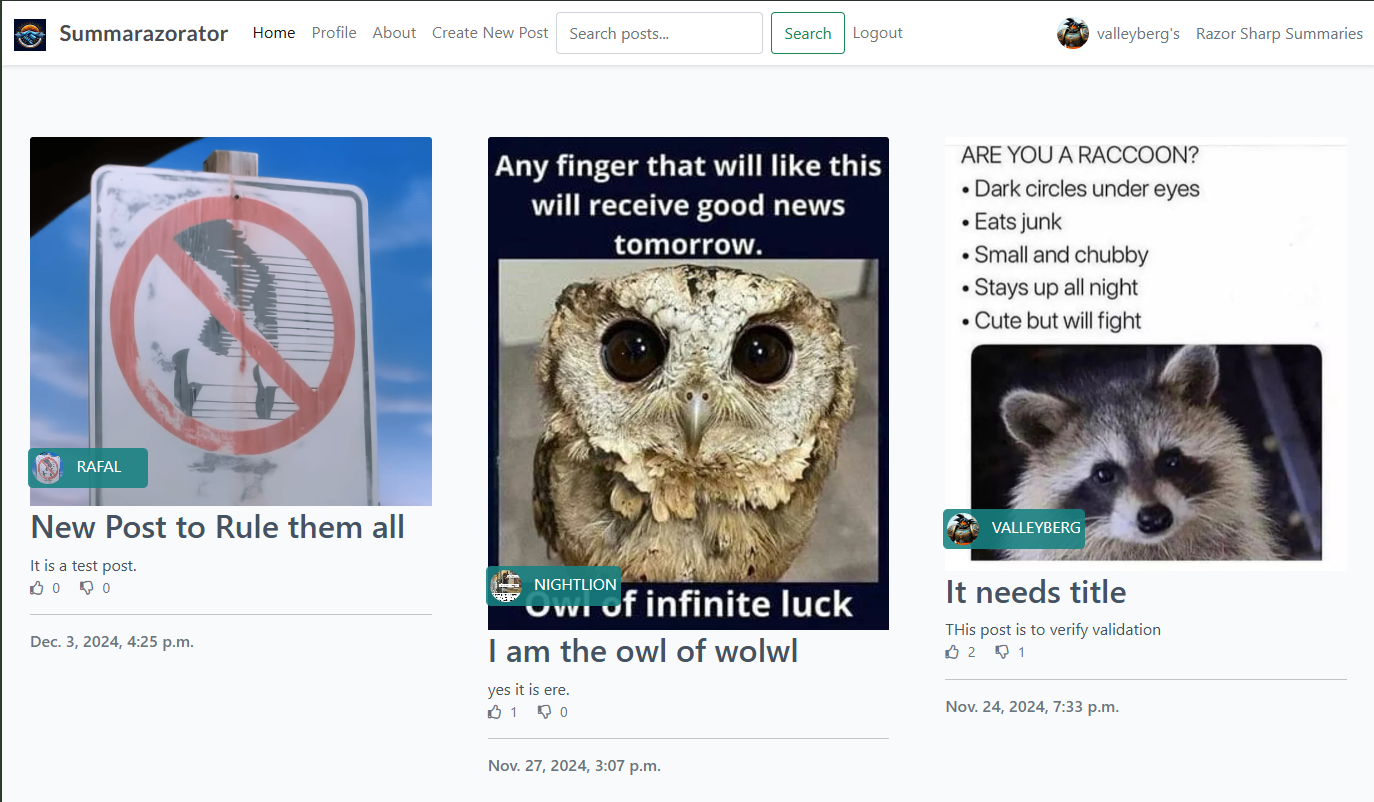 Summarazorator
Home Profile About Create New Post Search posts... Search Logout
valleyberg's Razor Sharp Summaries
RAFAL
New Post to Rule them all
It is a test post.
0 0
Dec. 3, 2024, 4:25 p.m.
Any finger that will like this
will receive good news
tomorrow.
NIGHTLION
Owl of infinite luck
I am the owl of wolwl
yes it is ere.
1 0
Nov. 27, 2024, 3:07 p.m.
ARE YOU A RACCOON?
• Dark circles under eyes
• Eats junk
• Small and chubby
• Stays up all night
• Cute but will fight
VALLEYBERG
It needs title
THis post is to verify validation
2 1
Nov. 24, 2024, 7:33 p.m.